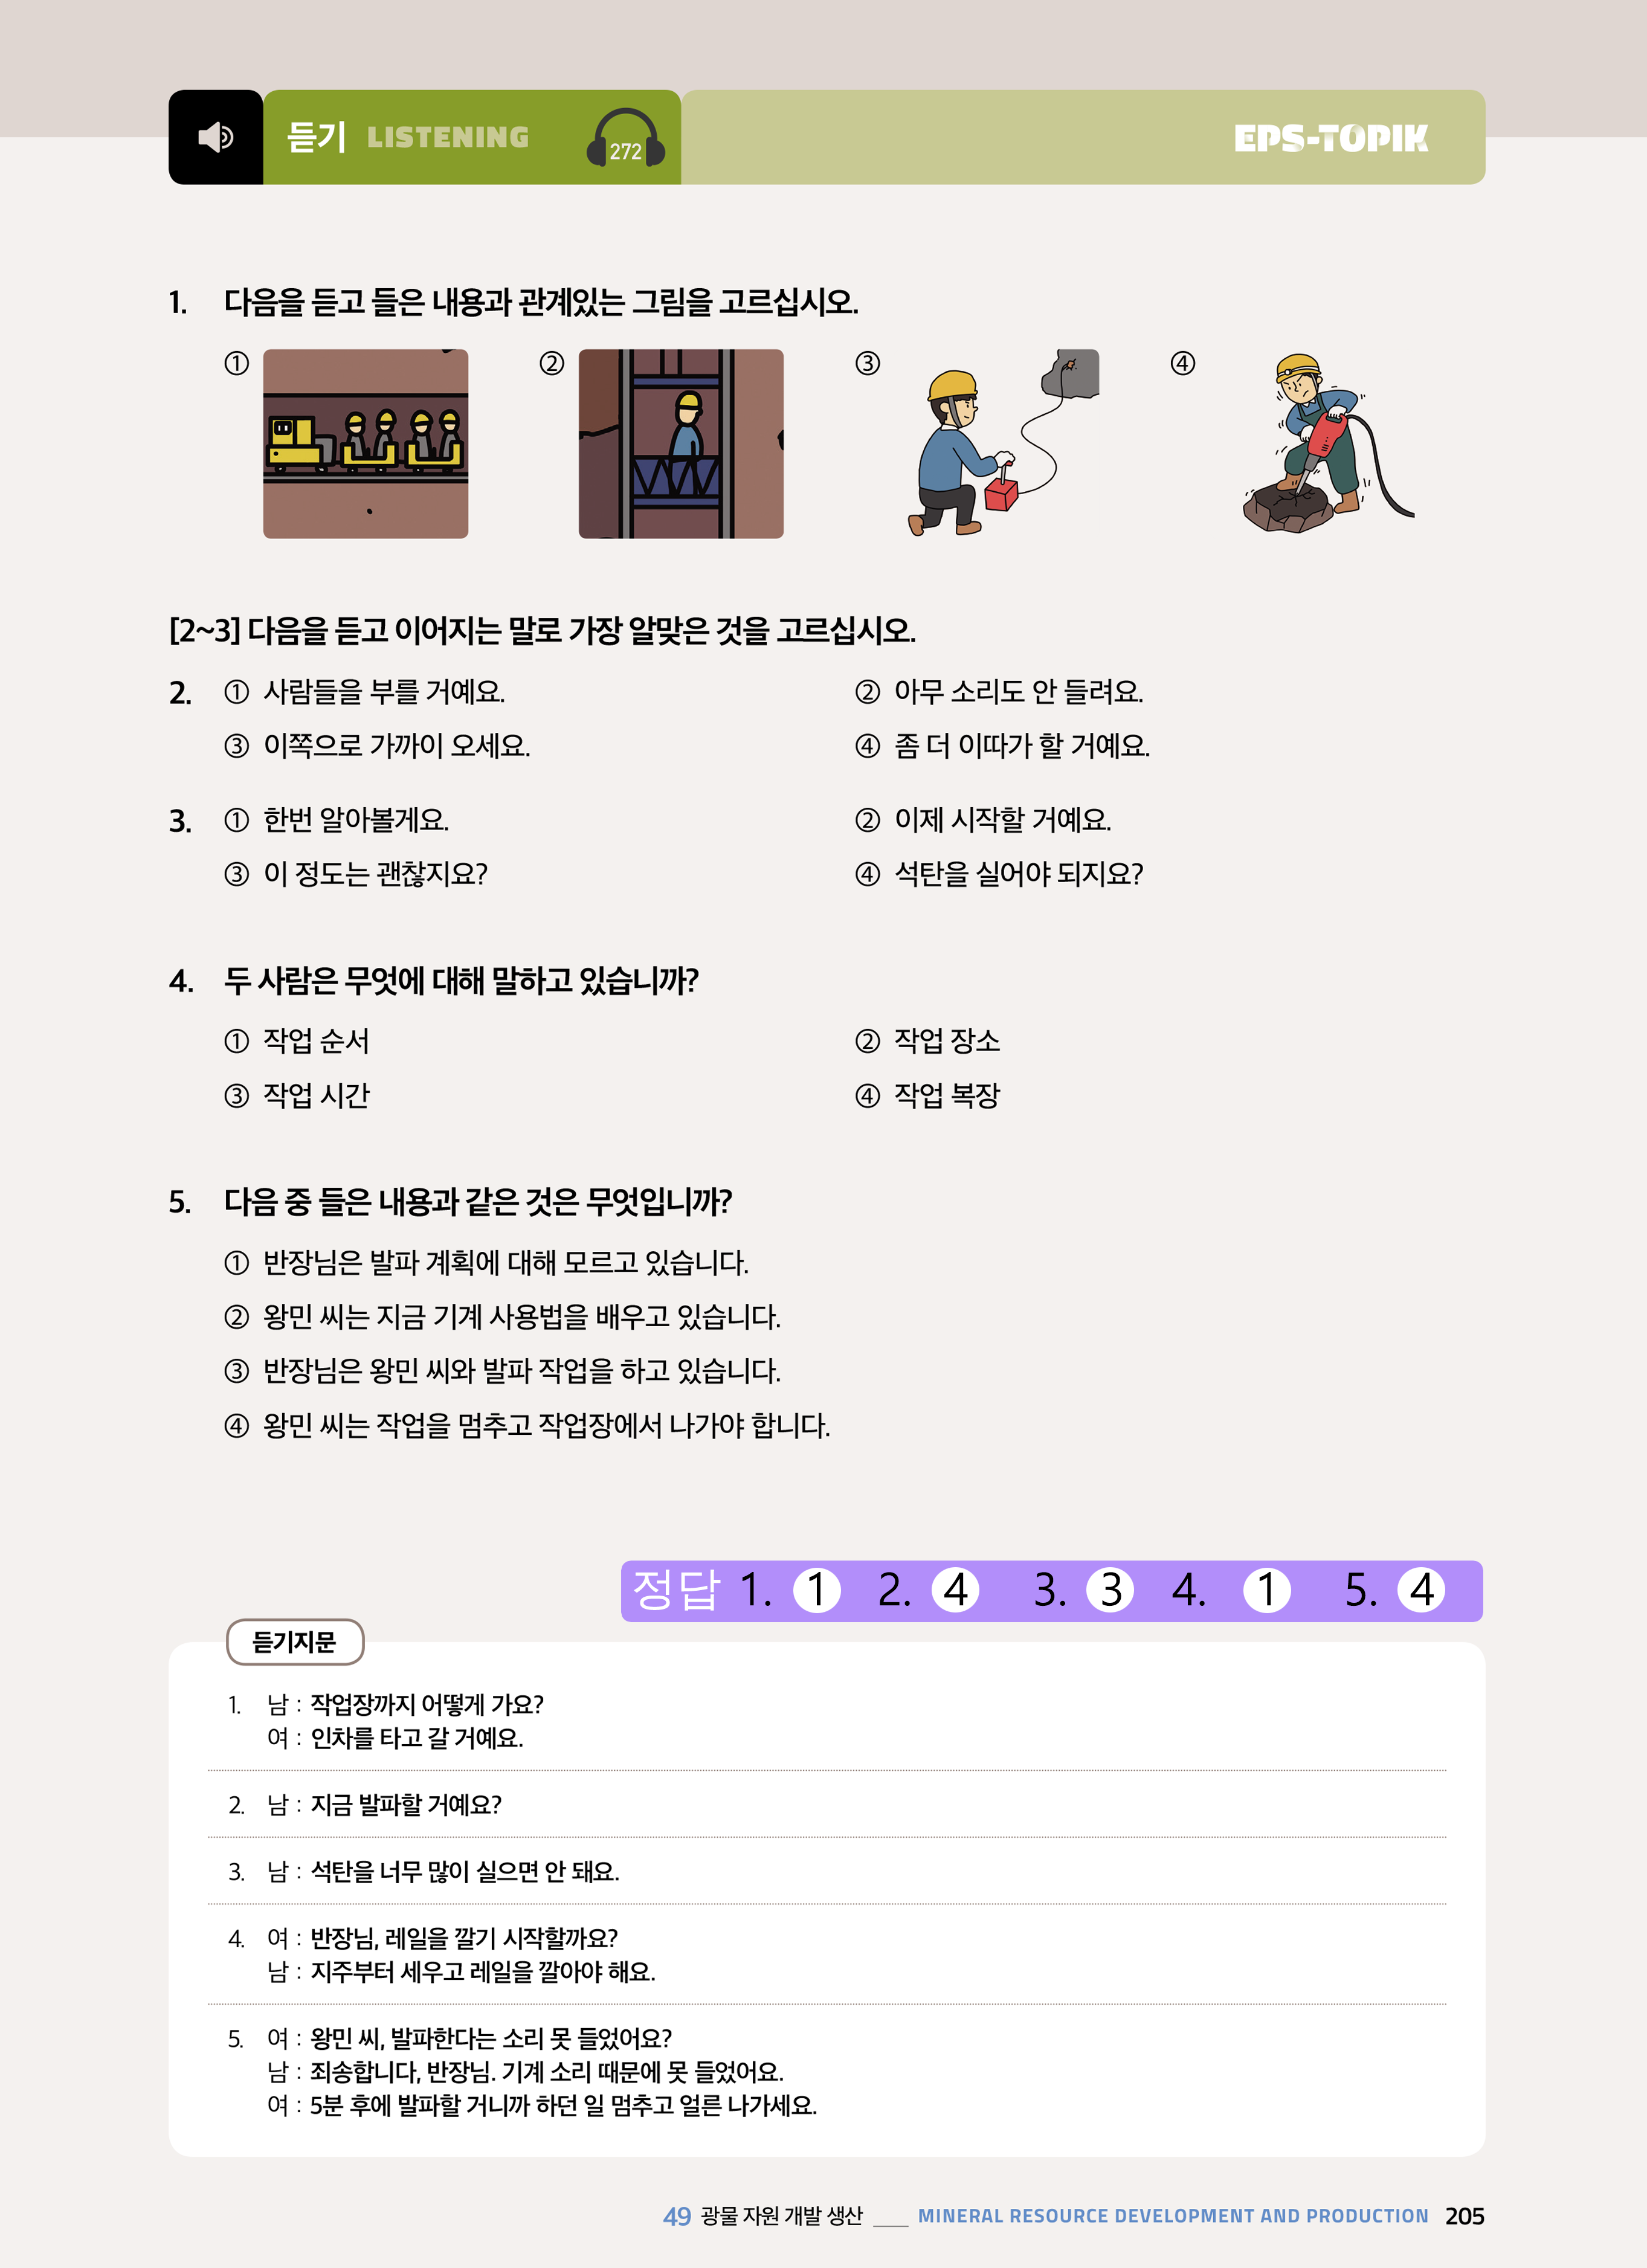 듣기 LISTENING 272 EPS-TOPIK
1. 다음을 듣고 들은 내용과 관계있는 그림을 고르십시오.
① ② ③ ④
[2~3] 다음을 듣고 이어지는 말로 가장 알맞은 것을 고르십시오.
2. ① 사람들을 부를 거예요. ② 아무 소리도 안 들려요.
③ 이쪽으로 가까이 오세요. ④ 좀 더 이따가 할 거예요.
3. ① 한번 알아볼게요. ② 이제 시작할 거예요.
③ 이 정도는 괜찮지요? ④ 석탄을 실어야 되지요?
4. 두 사람은 무엇에 대해 말하고 있습니까?
① 작업 순서 ② 작업 장소
③ 작업 시간 ④ 작업 복장
5. 다음 중 들은 내용과 같은 것은 무엇입니까?
① 반장님은 발파 계획에 대해 모르고 있습니다.
② 왕민 씨는 지금 기계 사용법을 배우고 있습니다.
③ 반장님은 왕민 씨와 발파 작업을 하고 있습니다.
④ 왕민 씨는 작업을 멈추고 작업장에서 나가야 합니다.
정답 1. 1 2. 4 3. 3 4. 1 5. 4
듣기지문
1. 남 : 작업장까지 어떻게 가요?
여 : 인차를 타고 갈 거예요.
2. 남 : 지금 발파할 거예요?
3. 남 : 석탄을 너무 많이 실으면 안 돼요.
4. 여 : 반장님, 레일을 깔기 시작할까요?
남 : 지주부터 세우고 레일을 깔아야 해요.
5. 여 : 왕민 씨, 발파한다는 소리 못 들었어요?
남 : 죄송합니다, 반장님. 기계 소리 때문에 못 들었어요.
여 : 5분 후에 발파할 거니까 하던 일 멈추고 얼른 나가세요.
49 광물 자원 개발 생산 ___ MINERAL RESOURCE DEVELOPMENT AND PRODUCTION 205